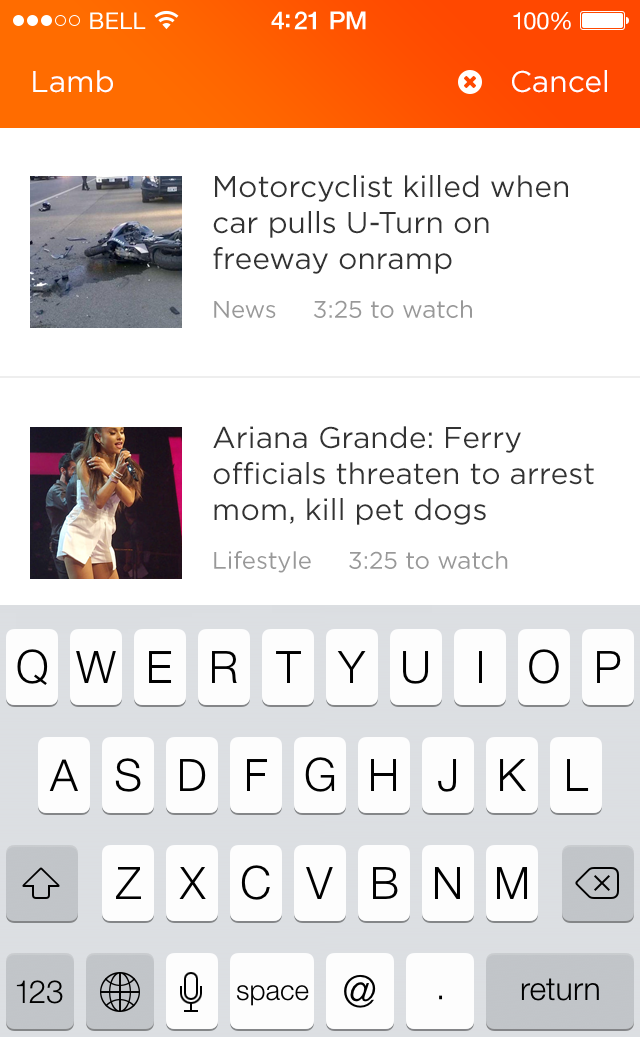 BELL 4:21 PM 100%
Lamb Cancel
Motorcyclist killed when
car pulls U-Turn on
freeway onramp
News 3:25 to watch
Ariana Grande: Ferry
officials threaten to arrest
mom, kill pet dogs
Lifestyle 3:25 to watch
Q W E R T Y U I O P
A S D F G H J K L
Z X C V B N M
123 space @ . return